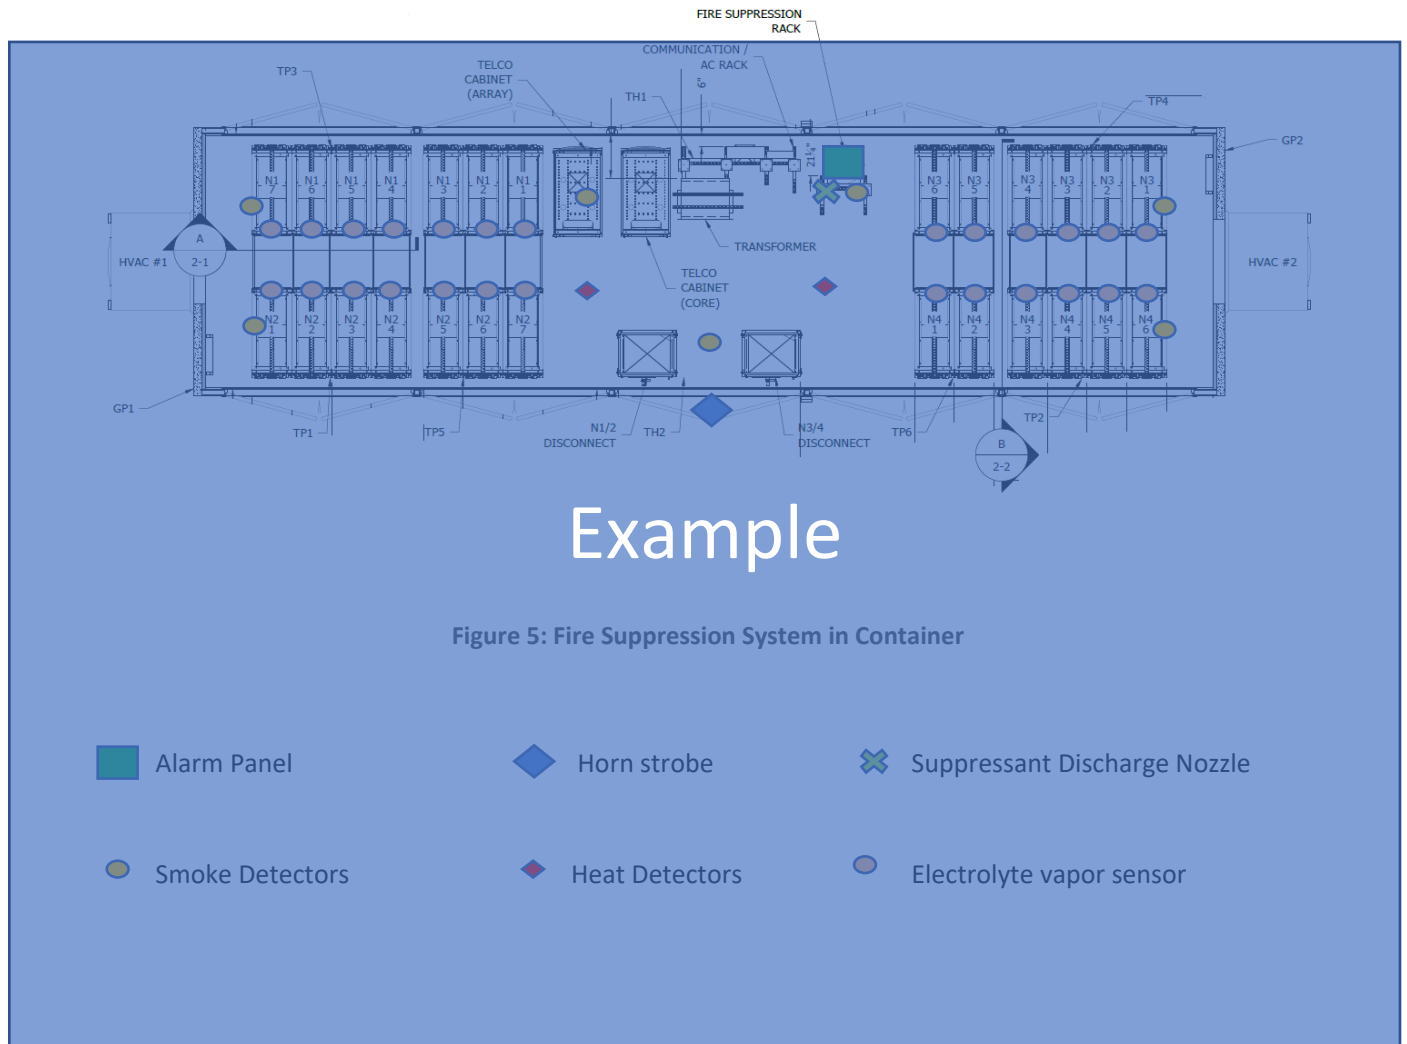 FIRE SUPPRESSION
RACK
COMMUNICATION /
AC RACK
TELCO
CABINET
(ARRAY)
TP3
TH1
6"
TP4
GP2
21¼"
N1
7
N1
6
N1
5
N1
4
N1
3
N1
2
N1
1
N3
6
N3
5
N3
4
N3
3
N3
2
N3
1
A
2-1
HVAC #1
TRANSFORMER
HVAC #2
TELCO
CABINET
(CORE)
N2
1
N2
2
N2
3
N2
4
N2
5
N2
6
N2
7
N4
1
N4
2
N4
3
N4
4
N4
5
N4
6
GP1
TP1
TP5
N1/2
DISCONNECT
TH2
N3/4
DISCONNECT
TP6
TP2
B
2-2
Example
Figure 5: Fire Suppression System in Container
Alarm Panel
Horn strobe
Suppressant Discharge Nozzle
Smoke Detectors
Heat Detectors
Electrolyte vapor sensor